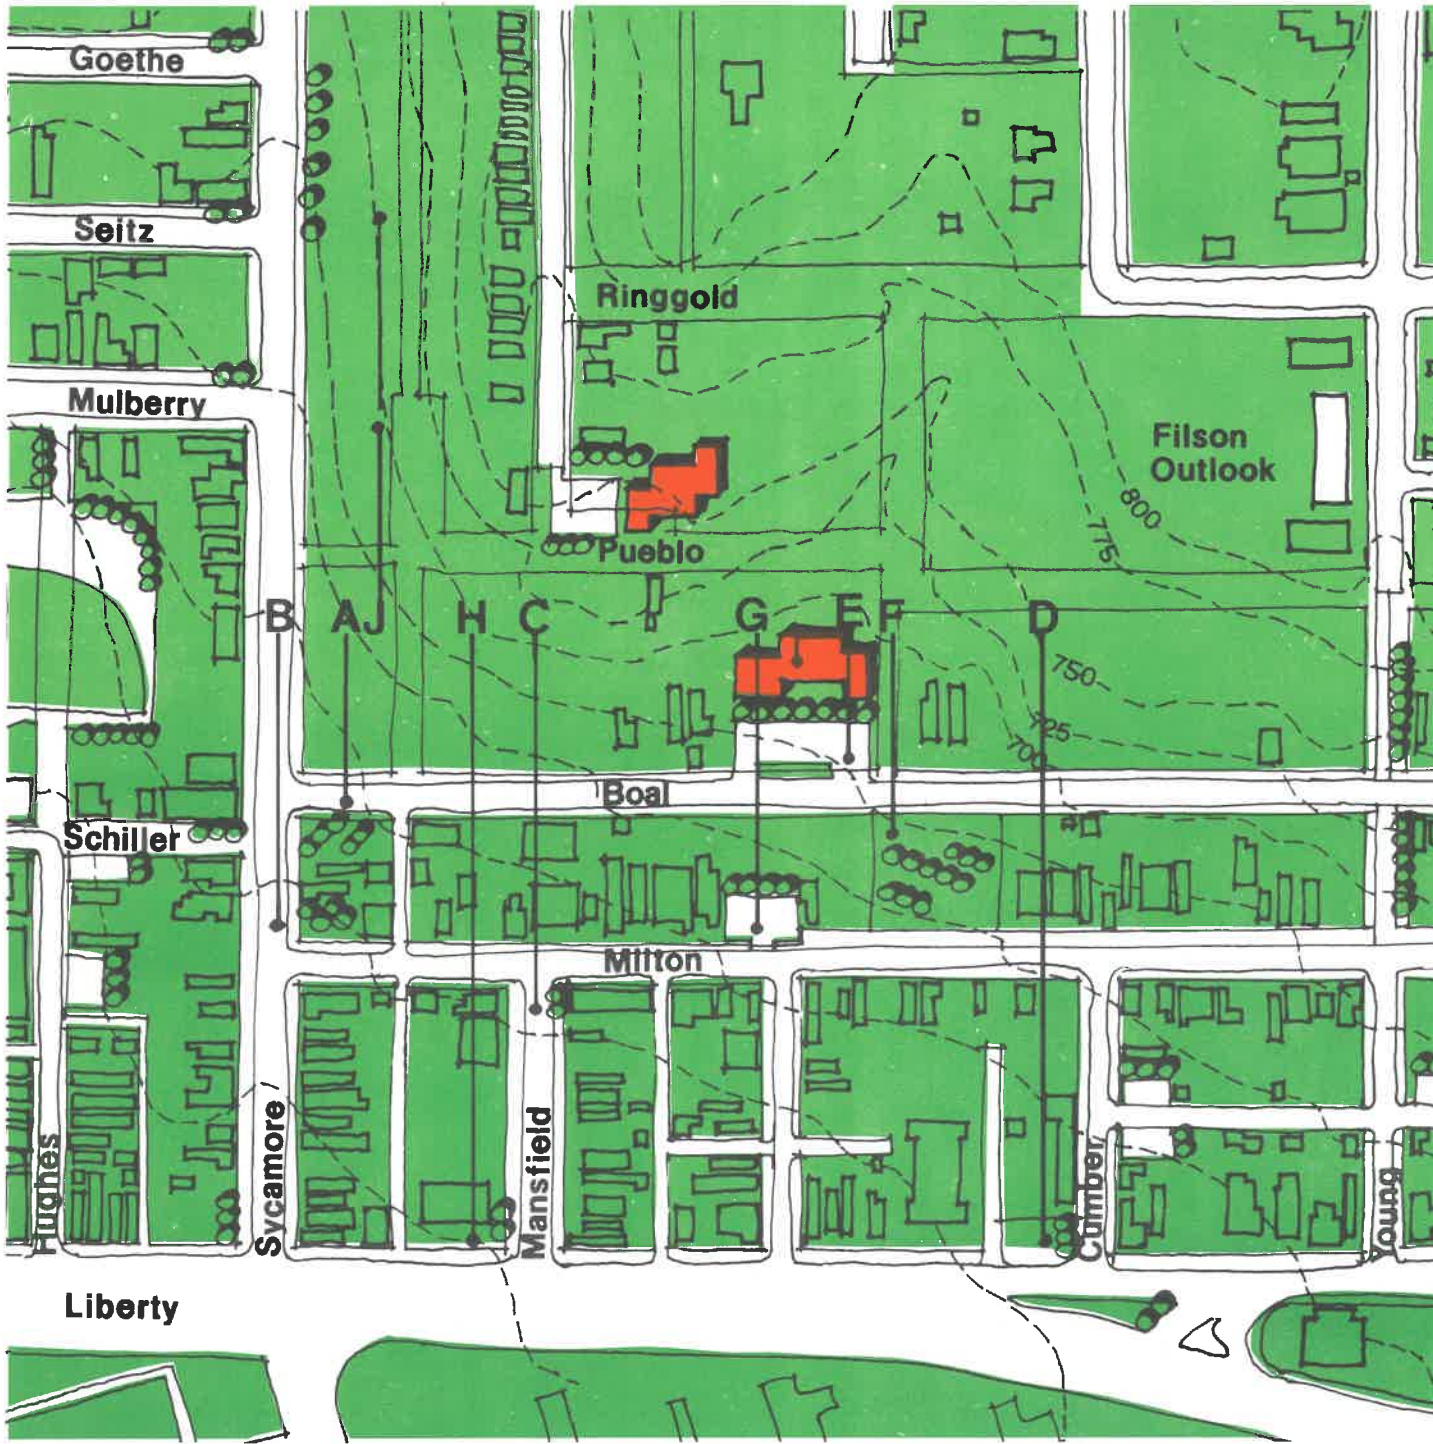 Goethe
Seitz
Ringgold
Mulberry
Filson
Outlook
800
775
Pueblo
B A J H C G E F D
750
725
700
Boal
Schiller
Milton
Hughes
Sycamore
Mansfield
Cumber
Young
Liberty